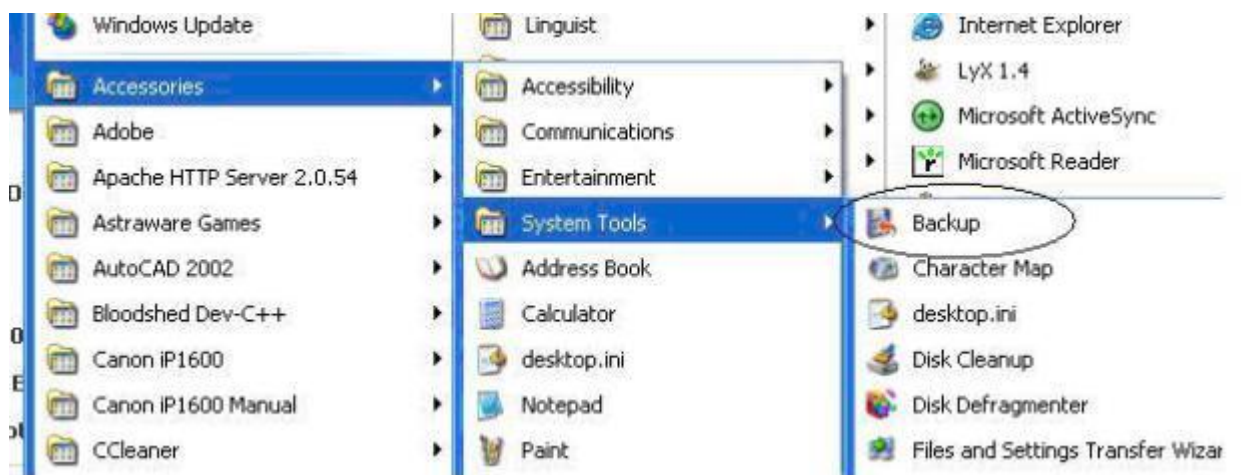 Windows Update
Accessories
Adobe
Apache HTTP Server 2.0.54
Astraware Games
AutoCAD 2002
Bloodshed Dev-C++
Canon iP1600
Canon iP1600 Manual
CCleaner
Linguist
Accessibility
Communications
Entertainment
System Tools
Address Book
Calculator
desktop.ini
Notepad
Paint
Internet Explorer
LyX 1.4
Microsoft ActiveSync
Microsoft Reader
Backup
Character Map
desktop.ini
Disk Cleanup
Disk Defragmenter
Files and Settings Transfer Wizar